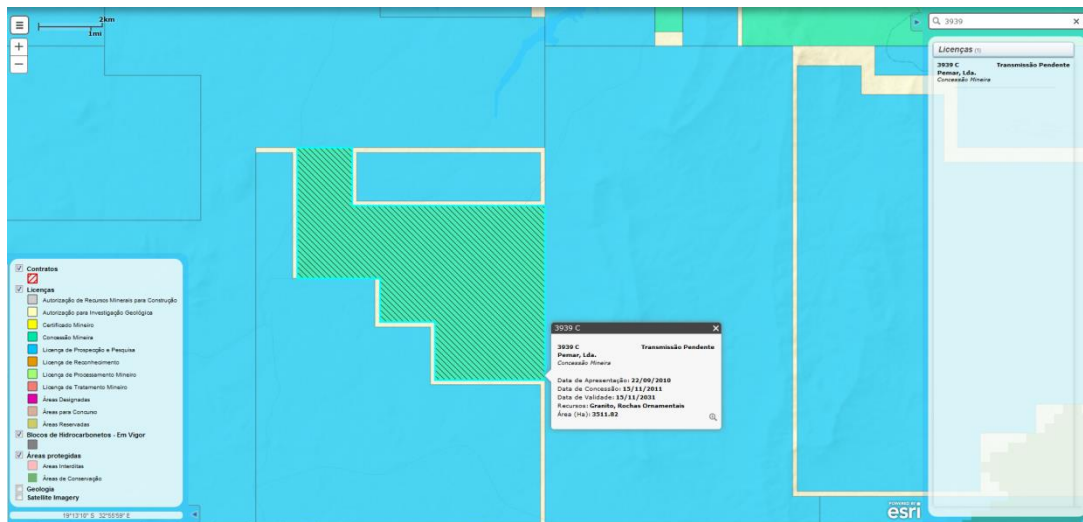 2km
1mi
+
−
3939
Licenças (1)
3939 C Transmissão Pendente
Pemar, Lda.
Concessão Mineira
Contratos
Licenças
Autorização de Recursos Minerais para Construção
Autorização para Investigação Geológica
Certificado Mineiro
Concessão Mineira
Licença de Prospecção e Pesquisa
Licença de Reconhecimento
Licença de Processamento Mineiro
Licença de Tratamento Mineiro
Áreas Designadas
Áreas para Concurso
Áreas Reservadas
Blocos de Hidrocarbonetos - Em Vigor
Áreas protegidas
Areas Interditas
Áreas de Conservação
Geologia
Satellite Imagery
19°13'10" S 32°55'59" E
3939 C
3939 C Transmissão Pendente
Pemar, Lda.
Concessão Mineira
Data de Apresentação: 22/09/2010
Data de Concessão: 15/11/2011
Data de Validade: 15/11/2031
Recursos: Granito, Rochas Ornamentais
Área (Ha): 3511.82
POWERED BY
esri